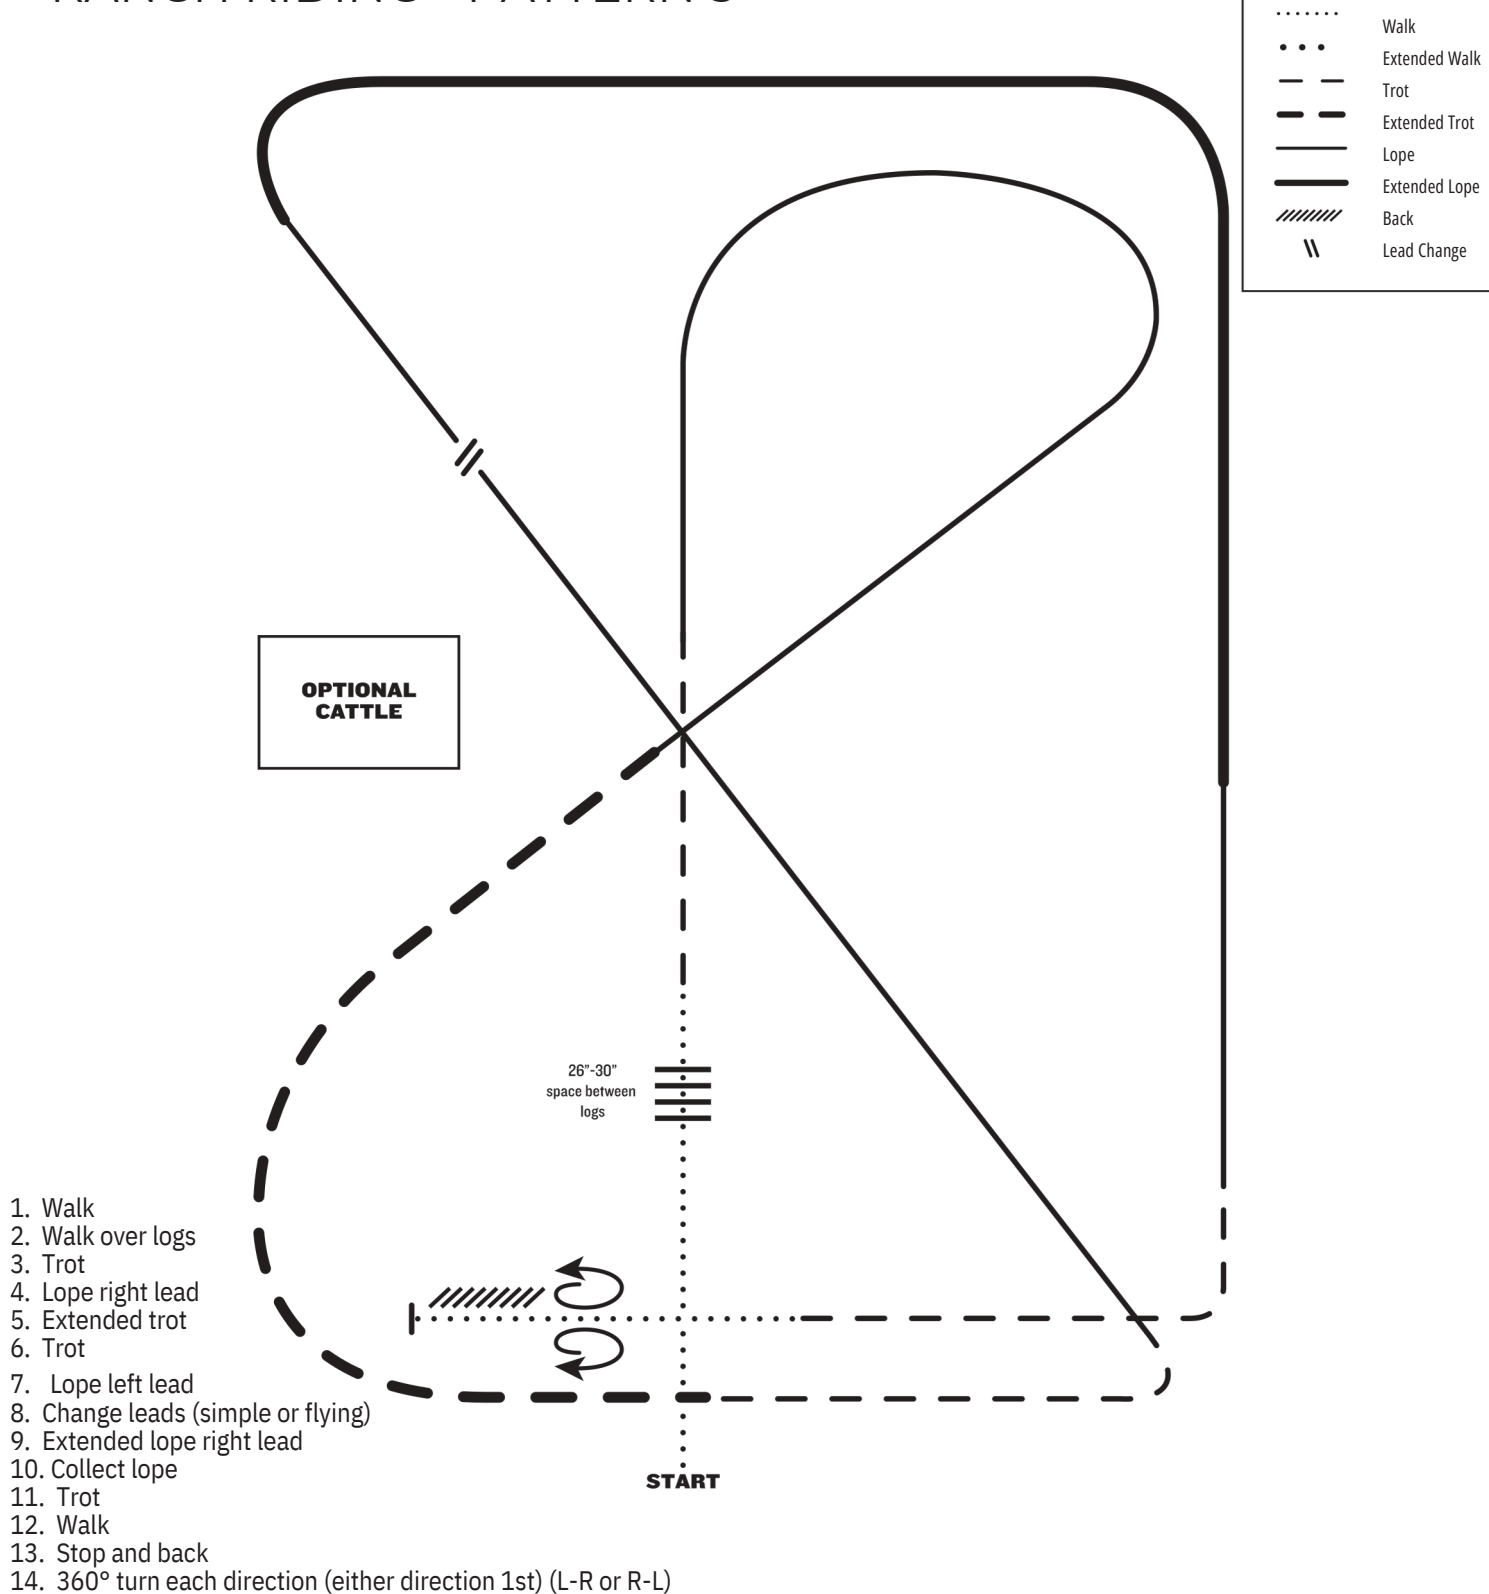 RANCH RIDING - PATTERN 3
Walk
Extended Walk
Trot
Extended Trot
Lope
Extended Lope
Back
Lead Change
OPTIONAL
CATTLE
26"-30"
space between
logs
START
1. Walk
2. Walk over logs
3. Trot
4. Lope right lead
5. Extended trot
6. Trot
7. Lope left lead
8. Change leads (simple or flying)
9. Extended lope right lead
10. Collect lope
11. Trot
12. Walk
13. Stop and back
14. 360° turn each direction (either direction 1st) (L-R or R-L)